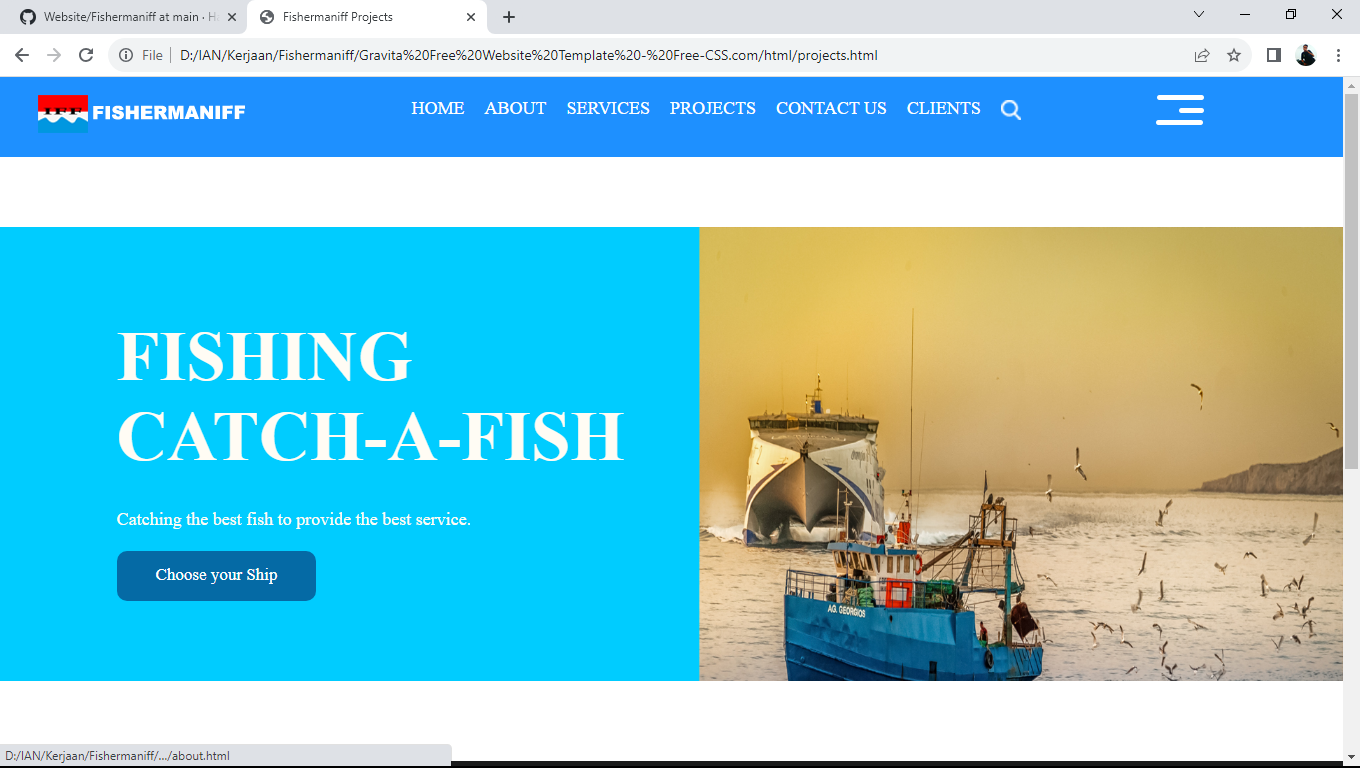 Website/Fishermaniff at main · H
Fishermaniff Projects
File
D:/IAN/Kerjaan/Fishermaniff/Gravita%20Free%20Website%20Template%20-%20Free-CSS.com/html/projects.html
FISHERMANIFF
HOME ABOUT SERVICES PROJECTS CONTACT US CLIENTS
FISHING
CATCH-A-FISH
Catching the best fish to provide the best service.
Choose your Ship
AG. GEORGIOS
D:/IAN/Kerjaan/Fishermaniff/.../about.html